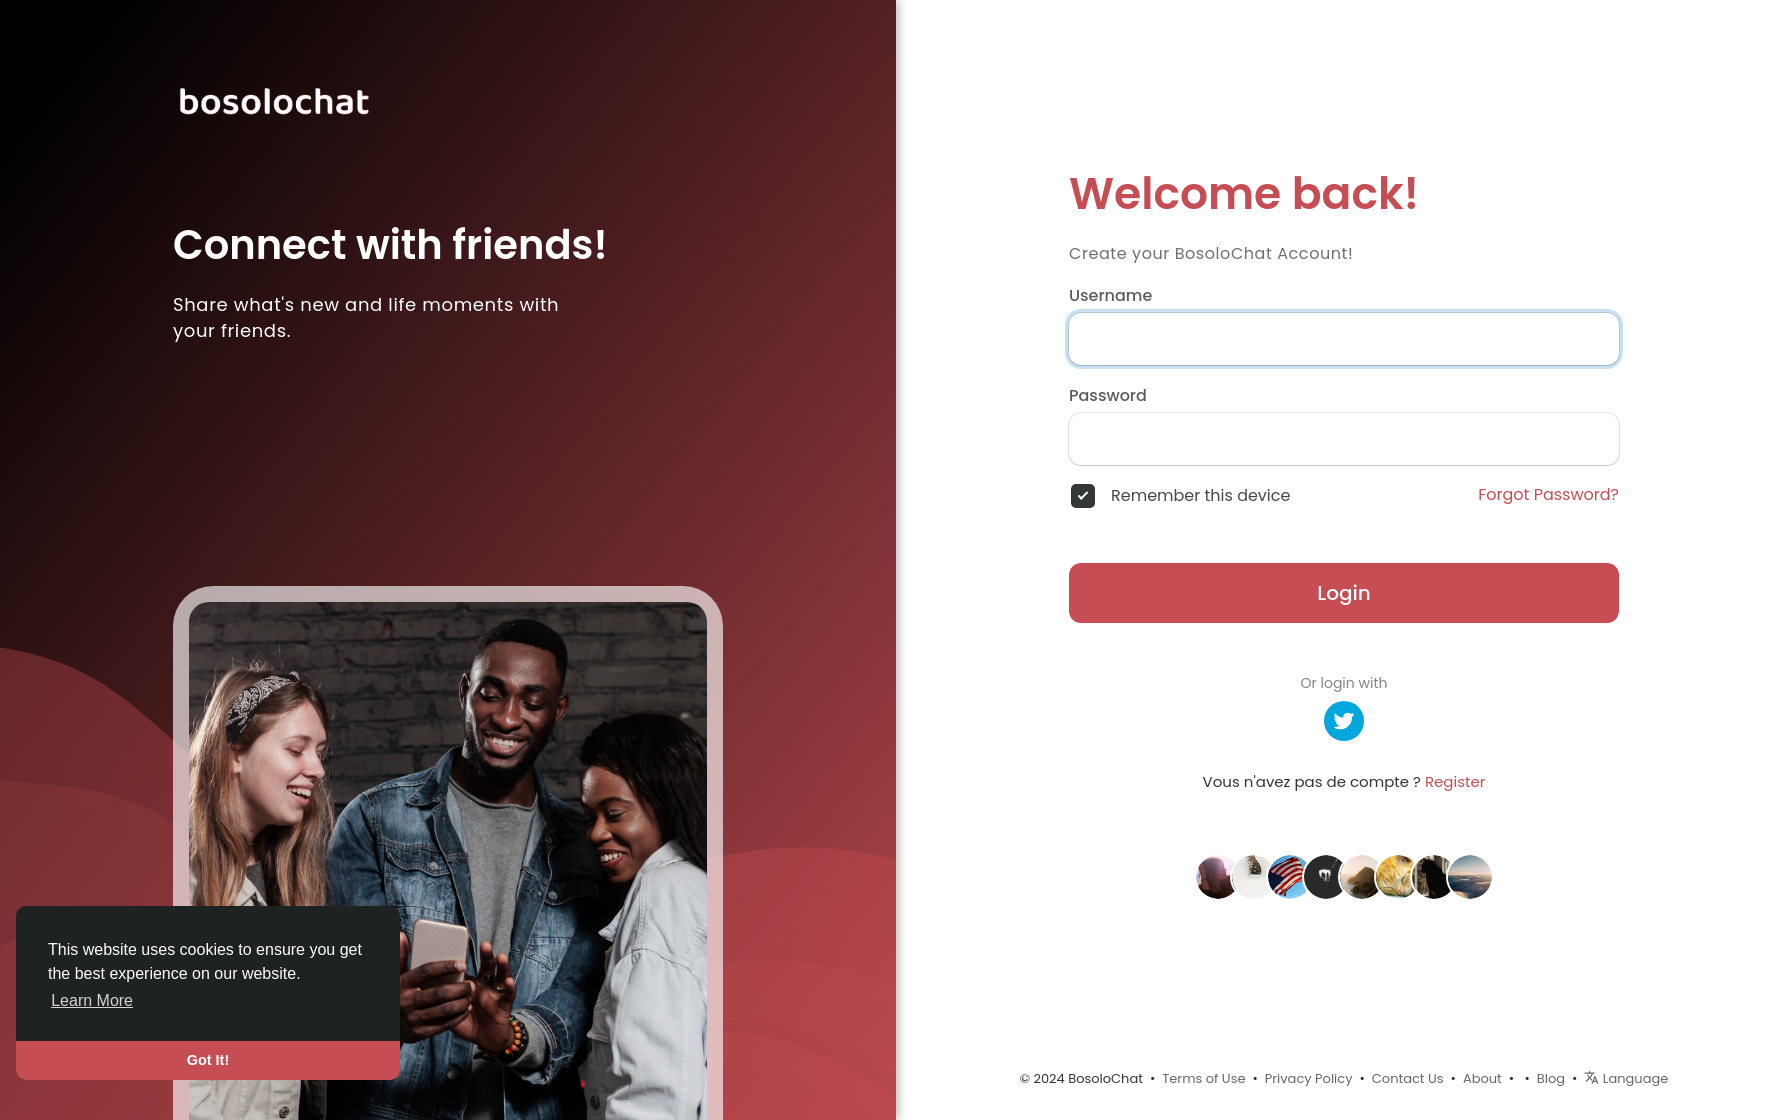 bosolochat
Connect with friends!
Share what's new and life moments with
your friends.
This website uses cookies to ensure you get
the best experience on our website.
Learn More
Got It!
Welcome back!
Create your BosoloChat Account!
Username
Password
Remember this device
Forgot Password?
Login
Or login with
Vous n'avez pas de compte ? Register
© 2024 BosoloChat • Terms of Use • Privacy Policy • Contact Us • About • • Blog • Language